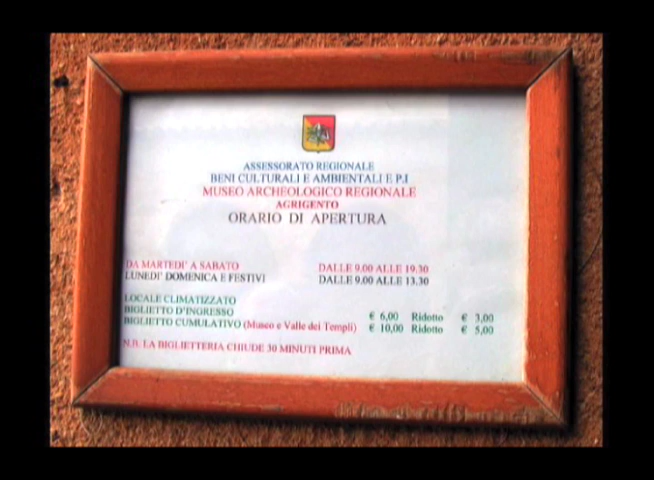 ASSESSORATO REGIONALE
BENI CULTURALI E AMBIENTALI E P.I
MUSEO ARCHEOLOGICO REGIONALE
AGRIGENTO
ORARIO DI APERTURA
DA MARTEDI' A SABATO DALLE 9.00 ALLE 19.30
LUNEDI' DOMENICA E FESTIVI DALLE 9.00 ALLE 13.30
LOCALE CLIMATIZZATO
BIGLIETTO D'INGRESSO € 6,00 Ridotto € 3,00
BIGLIETTO CUMULATIVO (Museo e Valle dei Templi) € 10,00 Ridotto € 5,00
N.B. LA BIGLIETTERIA CHIUDE 30 MINUTI PRIMA